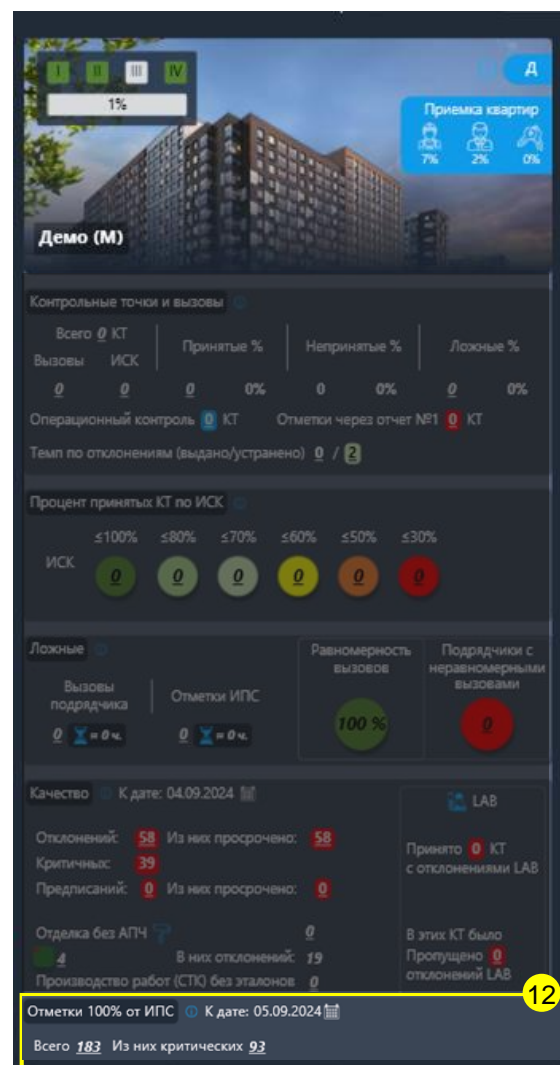 I II III IV
1%
Д
Приемка квартир
7% 2% 0%
Демо (М)
Контрольные точки и вызовы
Всего 0 КТ
Вызовы ИСК
Принятые % Непринятые % Ложные %
0 0 0 0% 0 0% 0 0%
Операционный контроль 0 КТ Отметки через отчет №1 0 КТ
Темп по отклонениям (выдано/устранено) 0 / 2
Процент принятых КТ по ИСК
≤100% ≤80% ≤70% ≤60% ≤50% ≤30%
ИСК 0 0 0 0 0 0
Ложные
Вызовы
подрядчика
Отметки ИПС
0 = 0 ч. 0 = 0 ч.
Равномерность
вызовов
100 %
Подрядчики с
неравномерными
вызовами
0
Качество К дате: 04.09.2024
Отклонений: 58 Из них просрочено: 58
Критичных: 39
Предписаний: 0 Из них просрочено: 0
Отделка без АПЧ 0
4 В них отклонений: 19
Производство работ (СТК) без эталонов 0
LAB
Принято 0 КТ
с отклонениями LAB
В этих КТ было
Пропущено 0
отклонений LAB
12
Отметки 100% от ИПС К дате: 05.09.2024
Всего 183 Из них критических 93